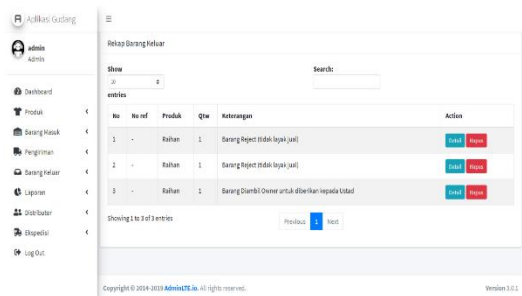 Aplikasi Gudang
admin
Admin
Dashboard
Produk
Barang Masuk
Pengiriman
Barang Keluar
Laporan
Distributor
Ekspedisi
Log Out
Rekap Barang Keluar
Show
10
entries
Search:
No No ref Produk Qtw Keterangan Action
1 - Raihan 1 Barang Reject (tidak layak jual) Detail Hapus
2 - Raihan 1 Barang Reject (tidak layak jual) Detail Hapus
3 - Raihan 1 Barang Diambil Owner untuk diberikan kepada Ustad Detail Hapus
Showing 1 to 3 of 3 entries
Previous 1 Next
Copyright © 2014-2019 AdminLTE.io. All rights reserved.
Version 3.0.1